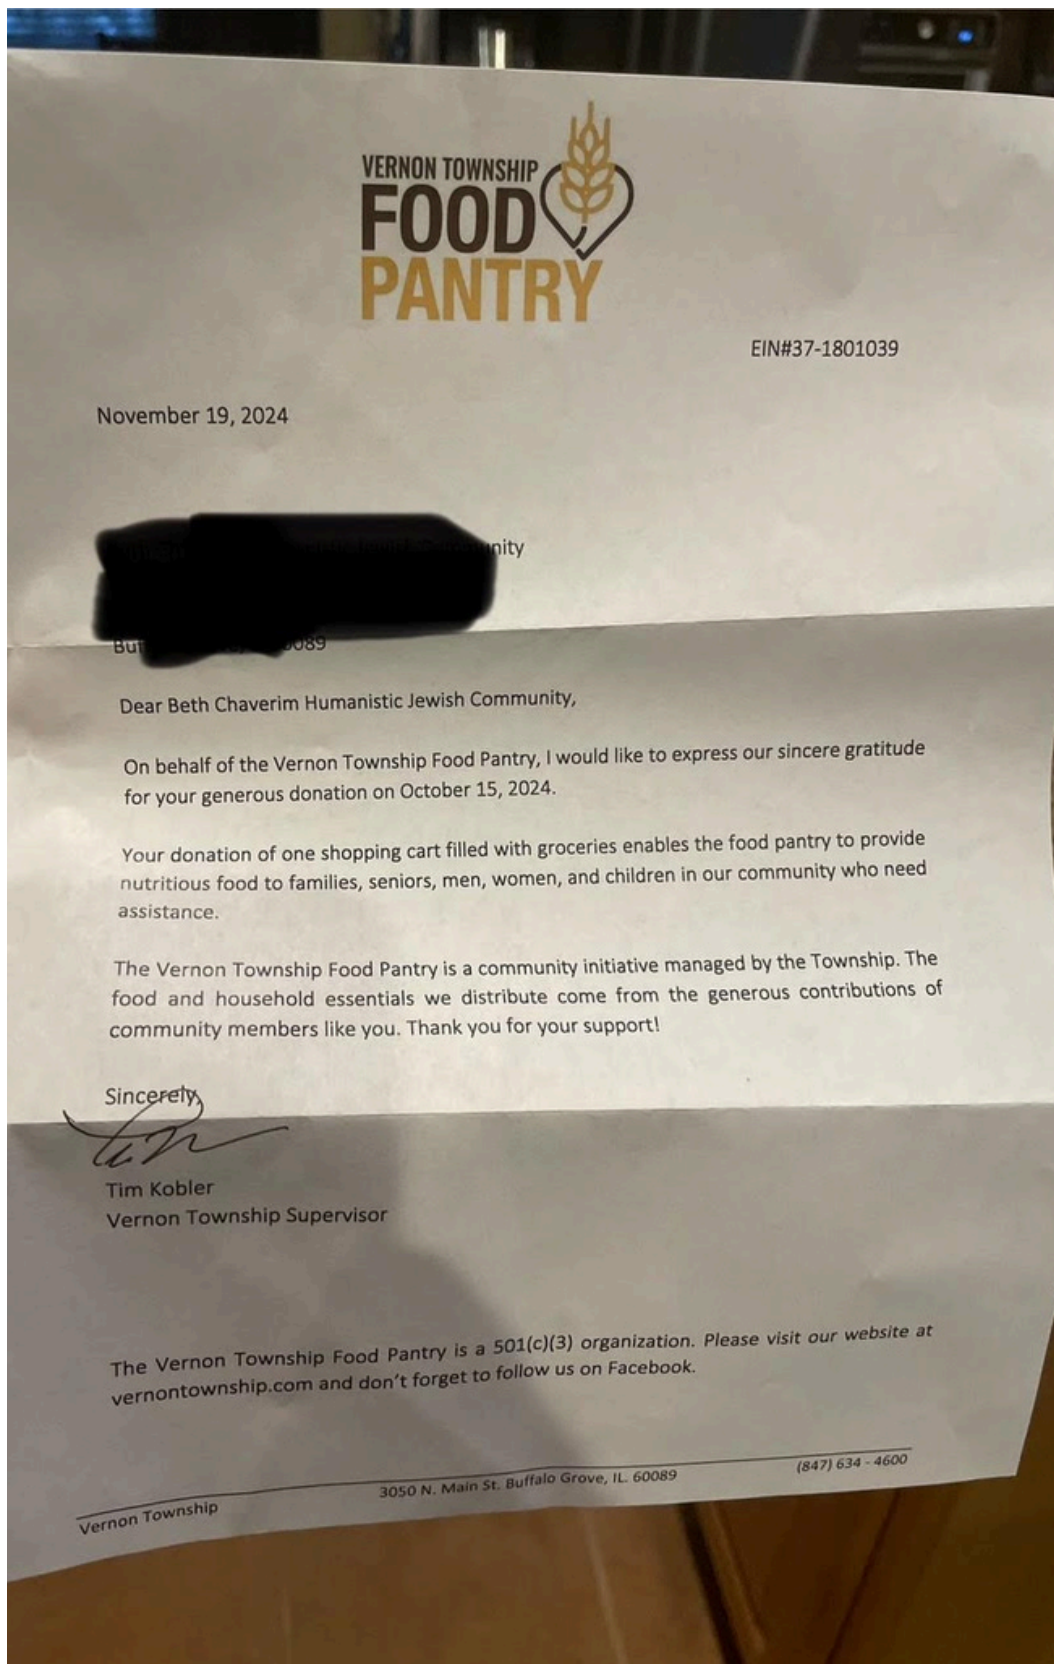 VERNON TOWNSHIP
FOOD
PANTRY
EIN#37-1801039
November 19, 2024
nity
But 0089
Dear Beth Chaverim Humanistic Jewish Community,
On behalf of the Vernon Township Food Pantry, I would like to express our sincere gratitude
for your generous donation on October 15, 2024.
Your donation of one shopping cart filled with groceries enables the food pantry to provide
nutritious food to families, seniors, men, women, and children in our community who need
assistance.
The Vernon Township Food Pantry is a community initiative managed by the Township. The
food and household essentials we distribute come from the generous contributions of
community members like you. Thank you for your support!
Sincerely,
Tim Kobler
Vernon Township Supervisor
The Vernon Township Food Pantry is a 501(c)(3) organization. Please visit our website at
vernontownship.com and don't forget to follow us on Facebook.
Vernon Township 3050 N. Main St. Buffalo Grove, IL. 60089 (847) 634 - 4600